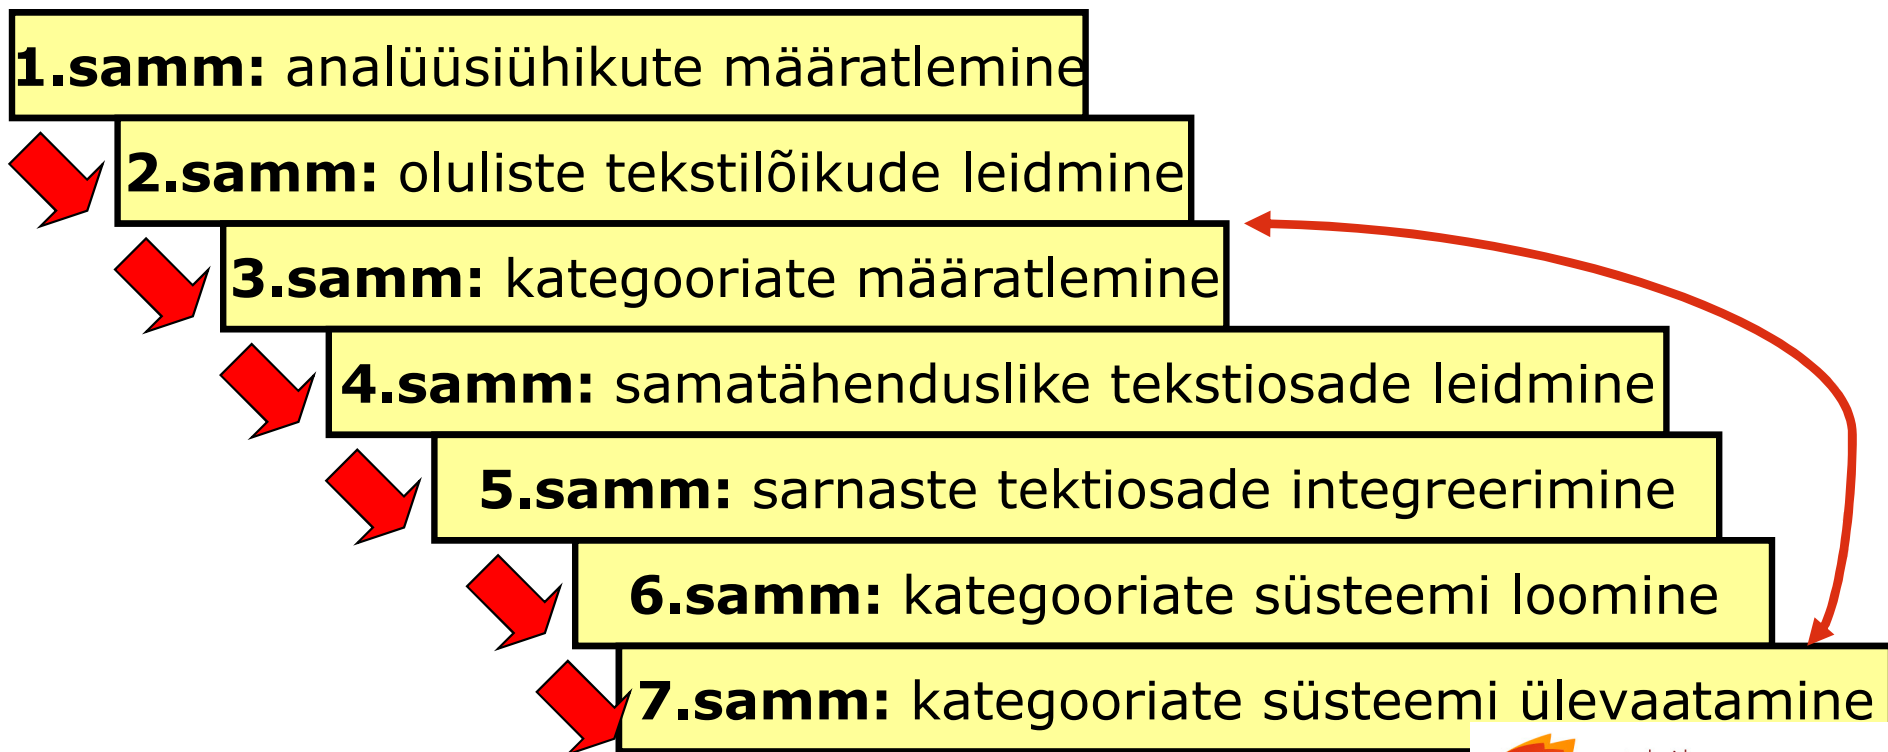 1.samm: analüüsiühikute määratlemine
2.samm: oluliste tekstilõikude leidmine
3.samm: kategooriate määratlemine
4.samm: samatähenduslike tekstiosade leidmine
5.samm: sarnaste tektiosade integreerimine
6.samm: kategooriate süsteemi loomine
7.samm: kategooriate süsteemi ülevaatamine